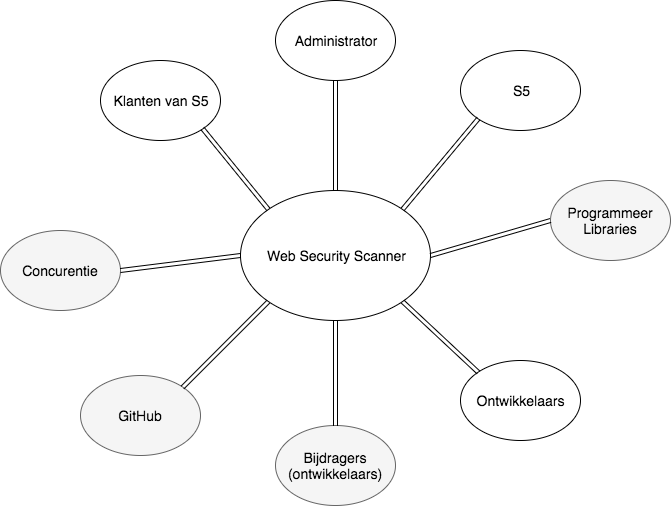 Administrator
Klanten van S5
S5
Programmeer
Libraries
Web Security Scanner
Concurentie
Ontwikkelaars
GitHub
Bijdragers
(ontwikkelaars)